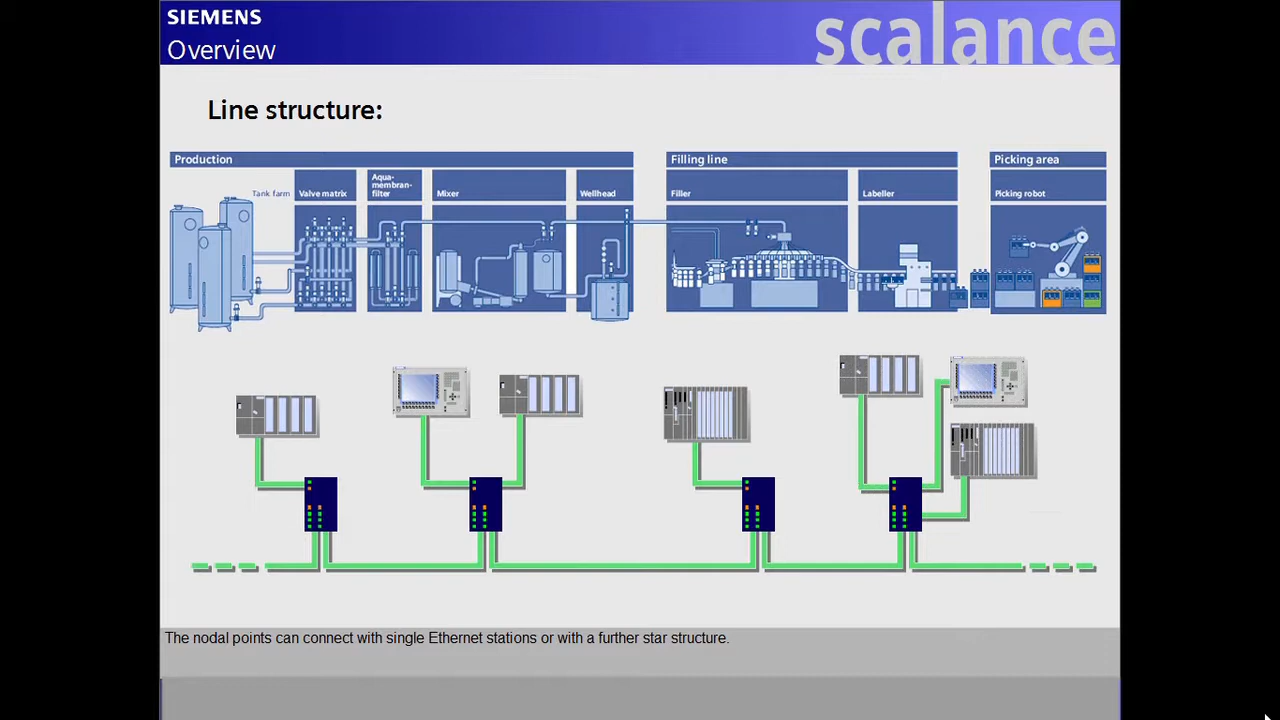 SIEMENS
Overview
scalance
Line structure:
Production
Filling line
Picking area
Tank farm
Valve matrix
Aqua-
membran-
filter
Mixer
Wellhead
Filler
Labeller
Picking robot
The nodal points can connect with single Ethernet stations or with a further star structure.